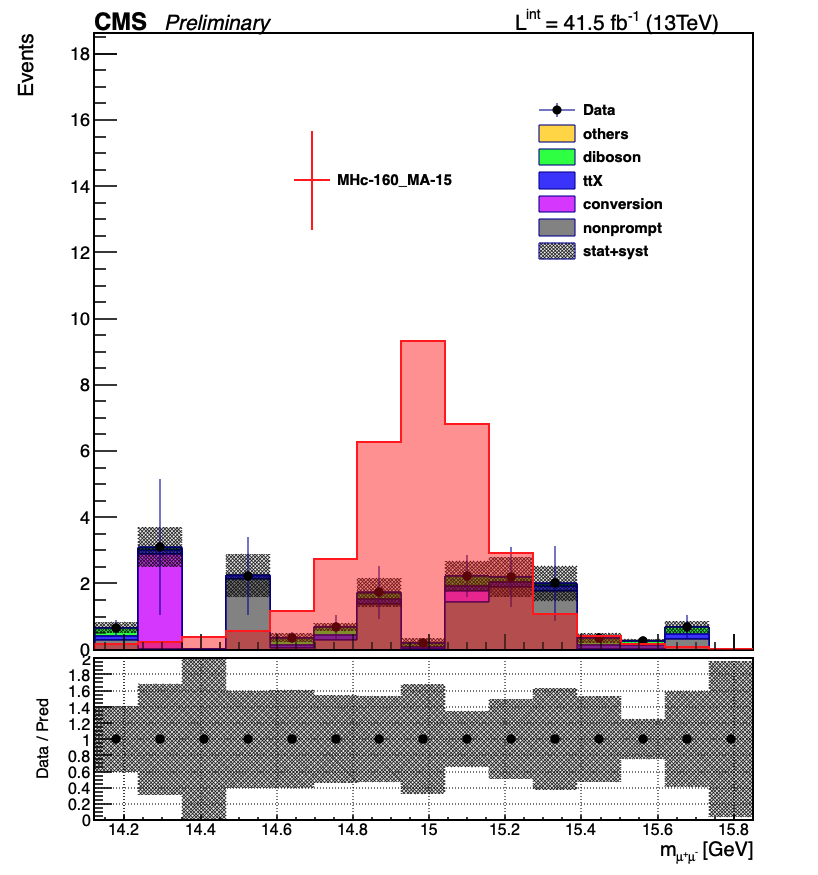 CMS Preliminary L^int = 41.5 fb^-1 (13TeV)
Events
18
16
14
12
10
8
6
4
2
0
MHc-160_MA-15
Data
others
diboson
ttX
conversion
nonprompt
stat+syst
Data / Pred
2
1.8
1.6
1.4
1.2
1
0.8
0.6
0.4
0.2
0
14.2 14.4 14.6 14.8 15 15.2 15.4 15.6 15.8
m_μ⁺μ⁻ [GeV]